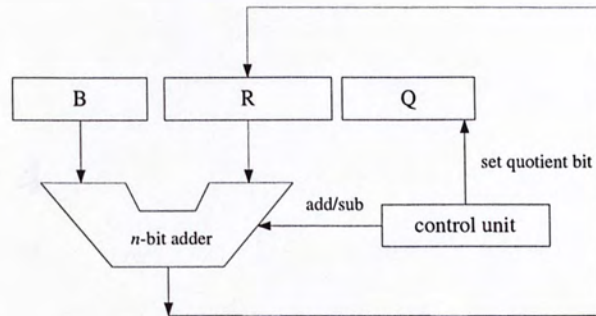 B
R
Q
set quotient bit
add/sub
n-bit adder
control unit